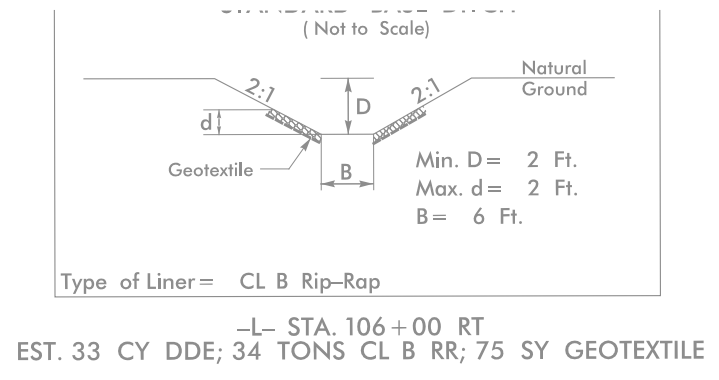 ( Not to Scale)
Natural
Ground
2:1
2:1
D
d
Geotextile
B
Min. D = 2 Ft.
Max. d = 2 Ft.
B = 6 Ft.
Type of Liner = CL B Rip-Rap
-L- STA. 106+00 RT
EST. 33 CY DDE; 34 TONS CL B RR; 75 SY GEOTEXTILE